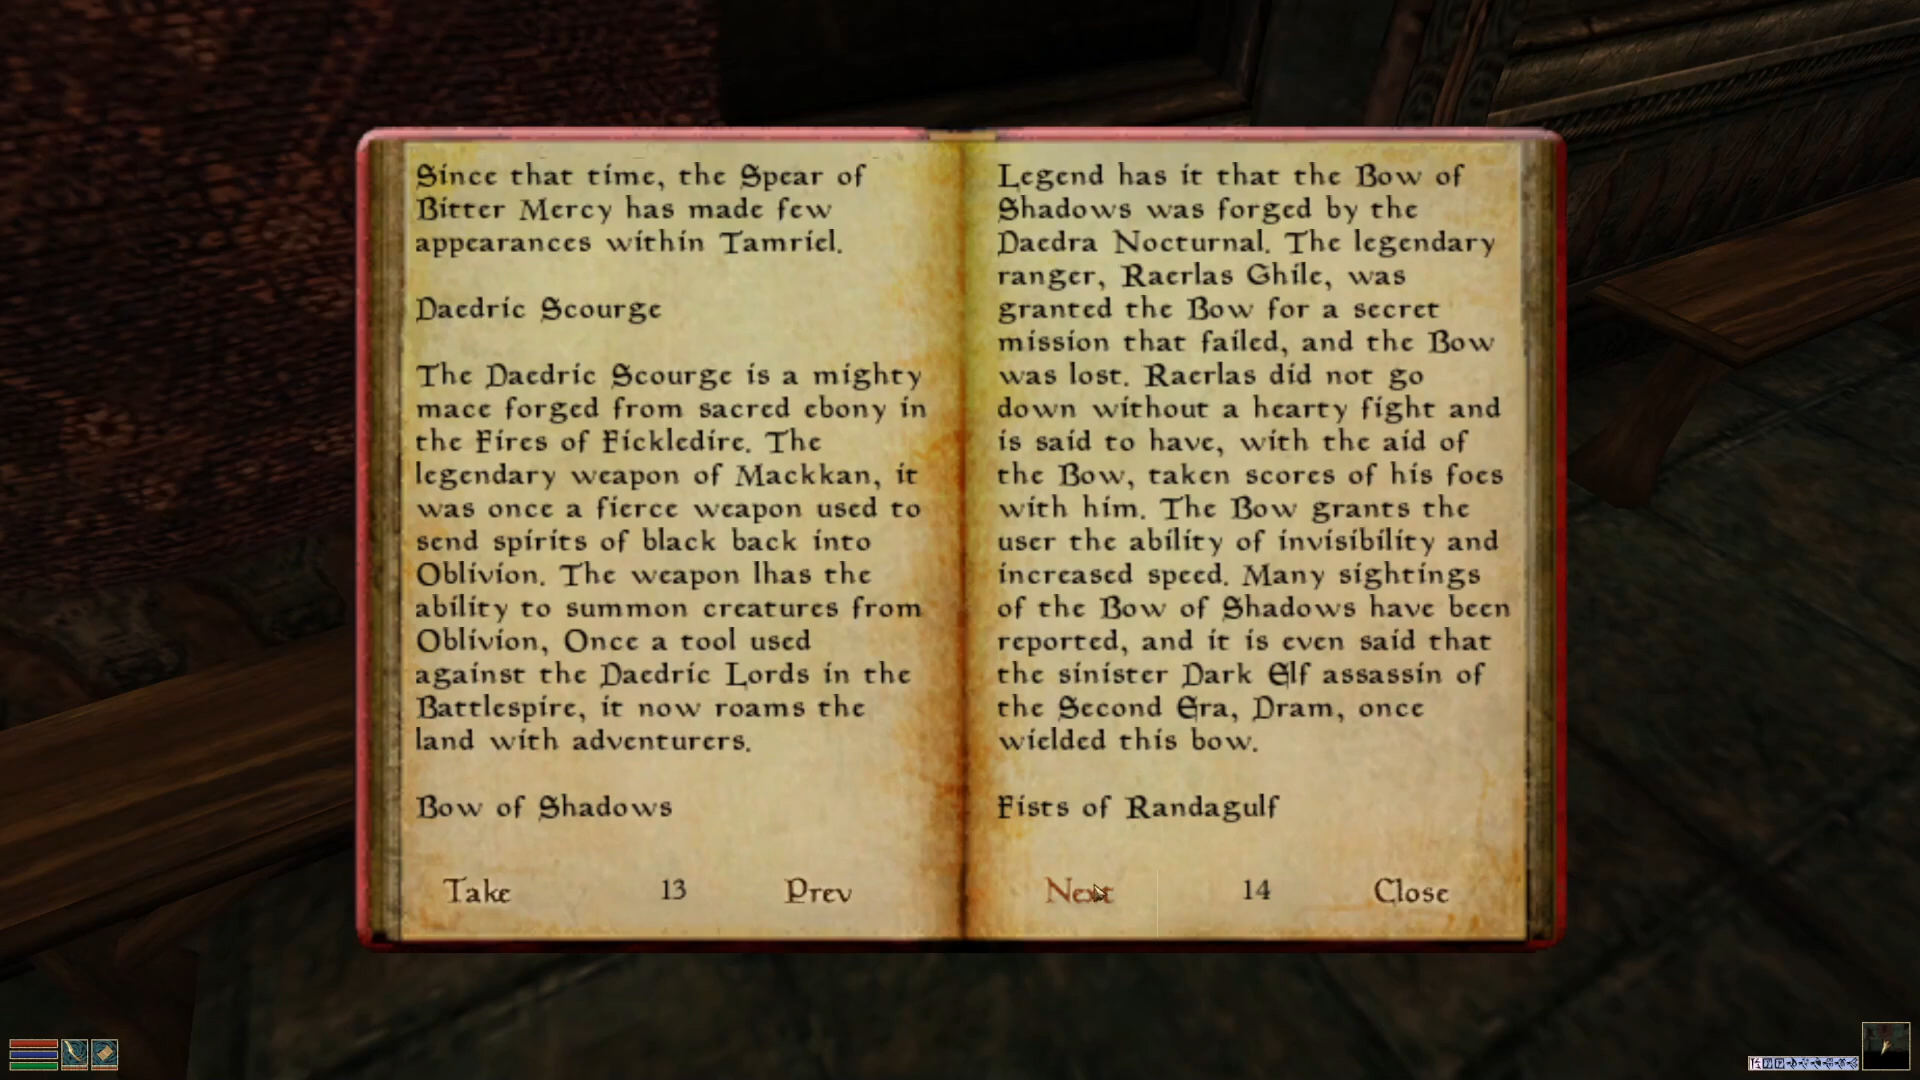 Since that time, the Spear of
Bitter Mercy has made few
appearances within Tamriel.
Daedric Scourge
The Daedric Scourge is a mighty
mace forged from sacred ebony in
the Fires of Fickledire. The
legendary weapon of Mackkan, it
was once a fierce weapon used to
send spirits of black back into
Oblivion. The weapon lhas the
ability to summon creatures from
Oblivion, Once a tool used
against the Daedric Lords in the
Battlespire, it now roams the
land with adventurers.
Bow of Shadows
Take 13 Prev
Legend has it that the Bow of
Shadows was forged by the
Daedra Nocturnal. The legendary
ranger, Raerlas Ghile, was
granted the Bow for a secret
mission that failed, and the Bow
was lost. Raerlas did not go
down without a hearty fight and
is said to have, with the aid of
the Bow, taken scores of his foes
with him. The Bow grants the
user the ability of invisibility and
increased speed. Many sightings
of the Bow of Shadows have been
reported, and it is even said that
the sinister Dark Elf assassin of
the Second Era, Dram, once
wielded this bow.
Fists of Randagulf
Next 14 Close